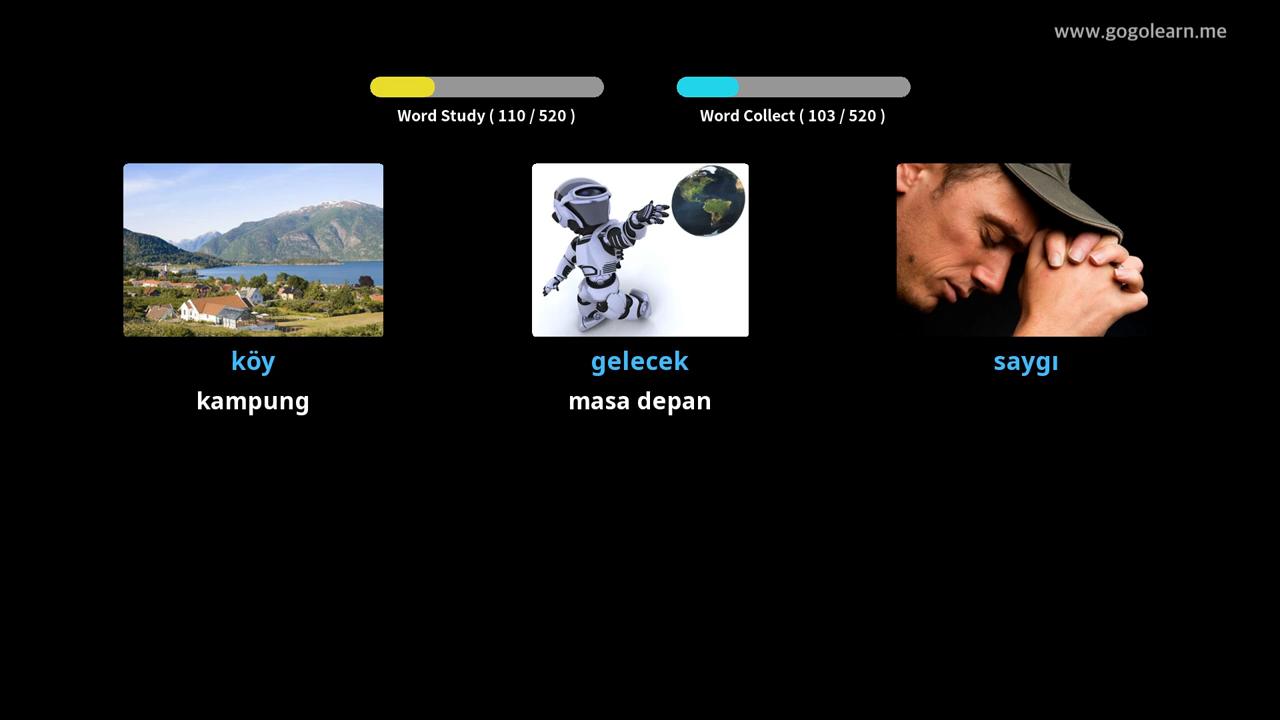 www.gogolearn.me
Word Study ( 110 / 520 )
Word Collect ( 103 / 520 )
köy
gelecek
saygı
kampung
masa depan